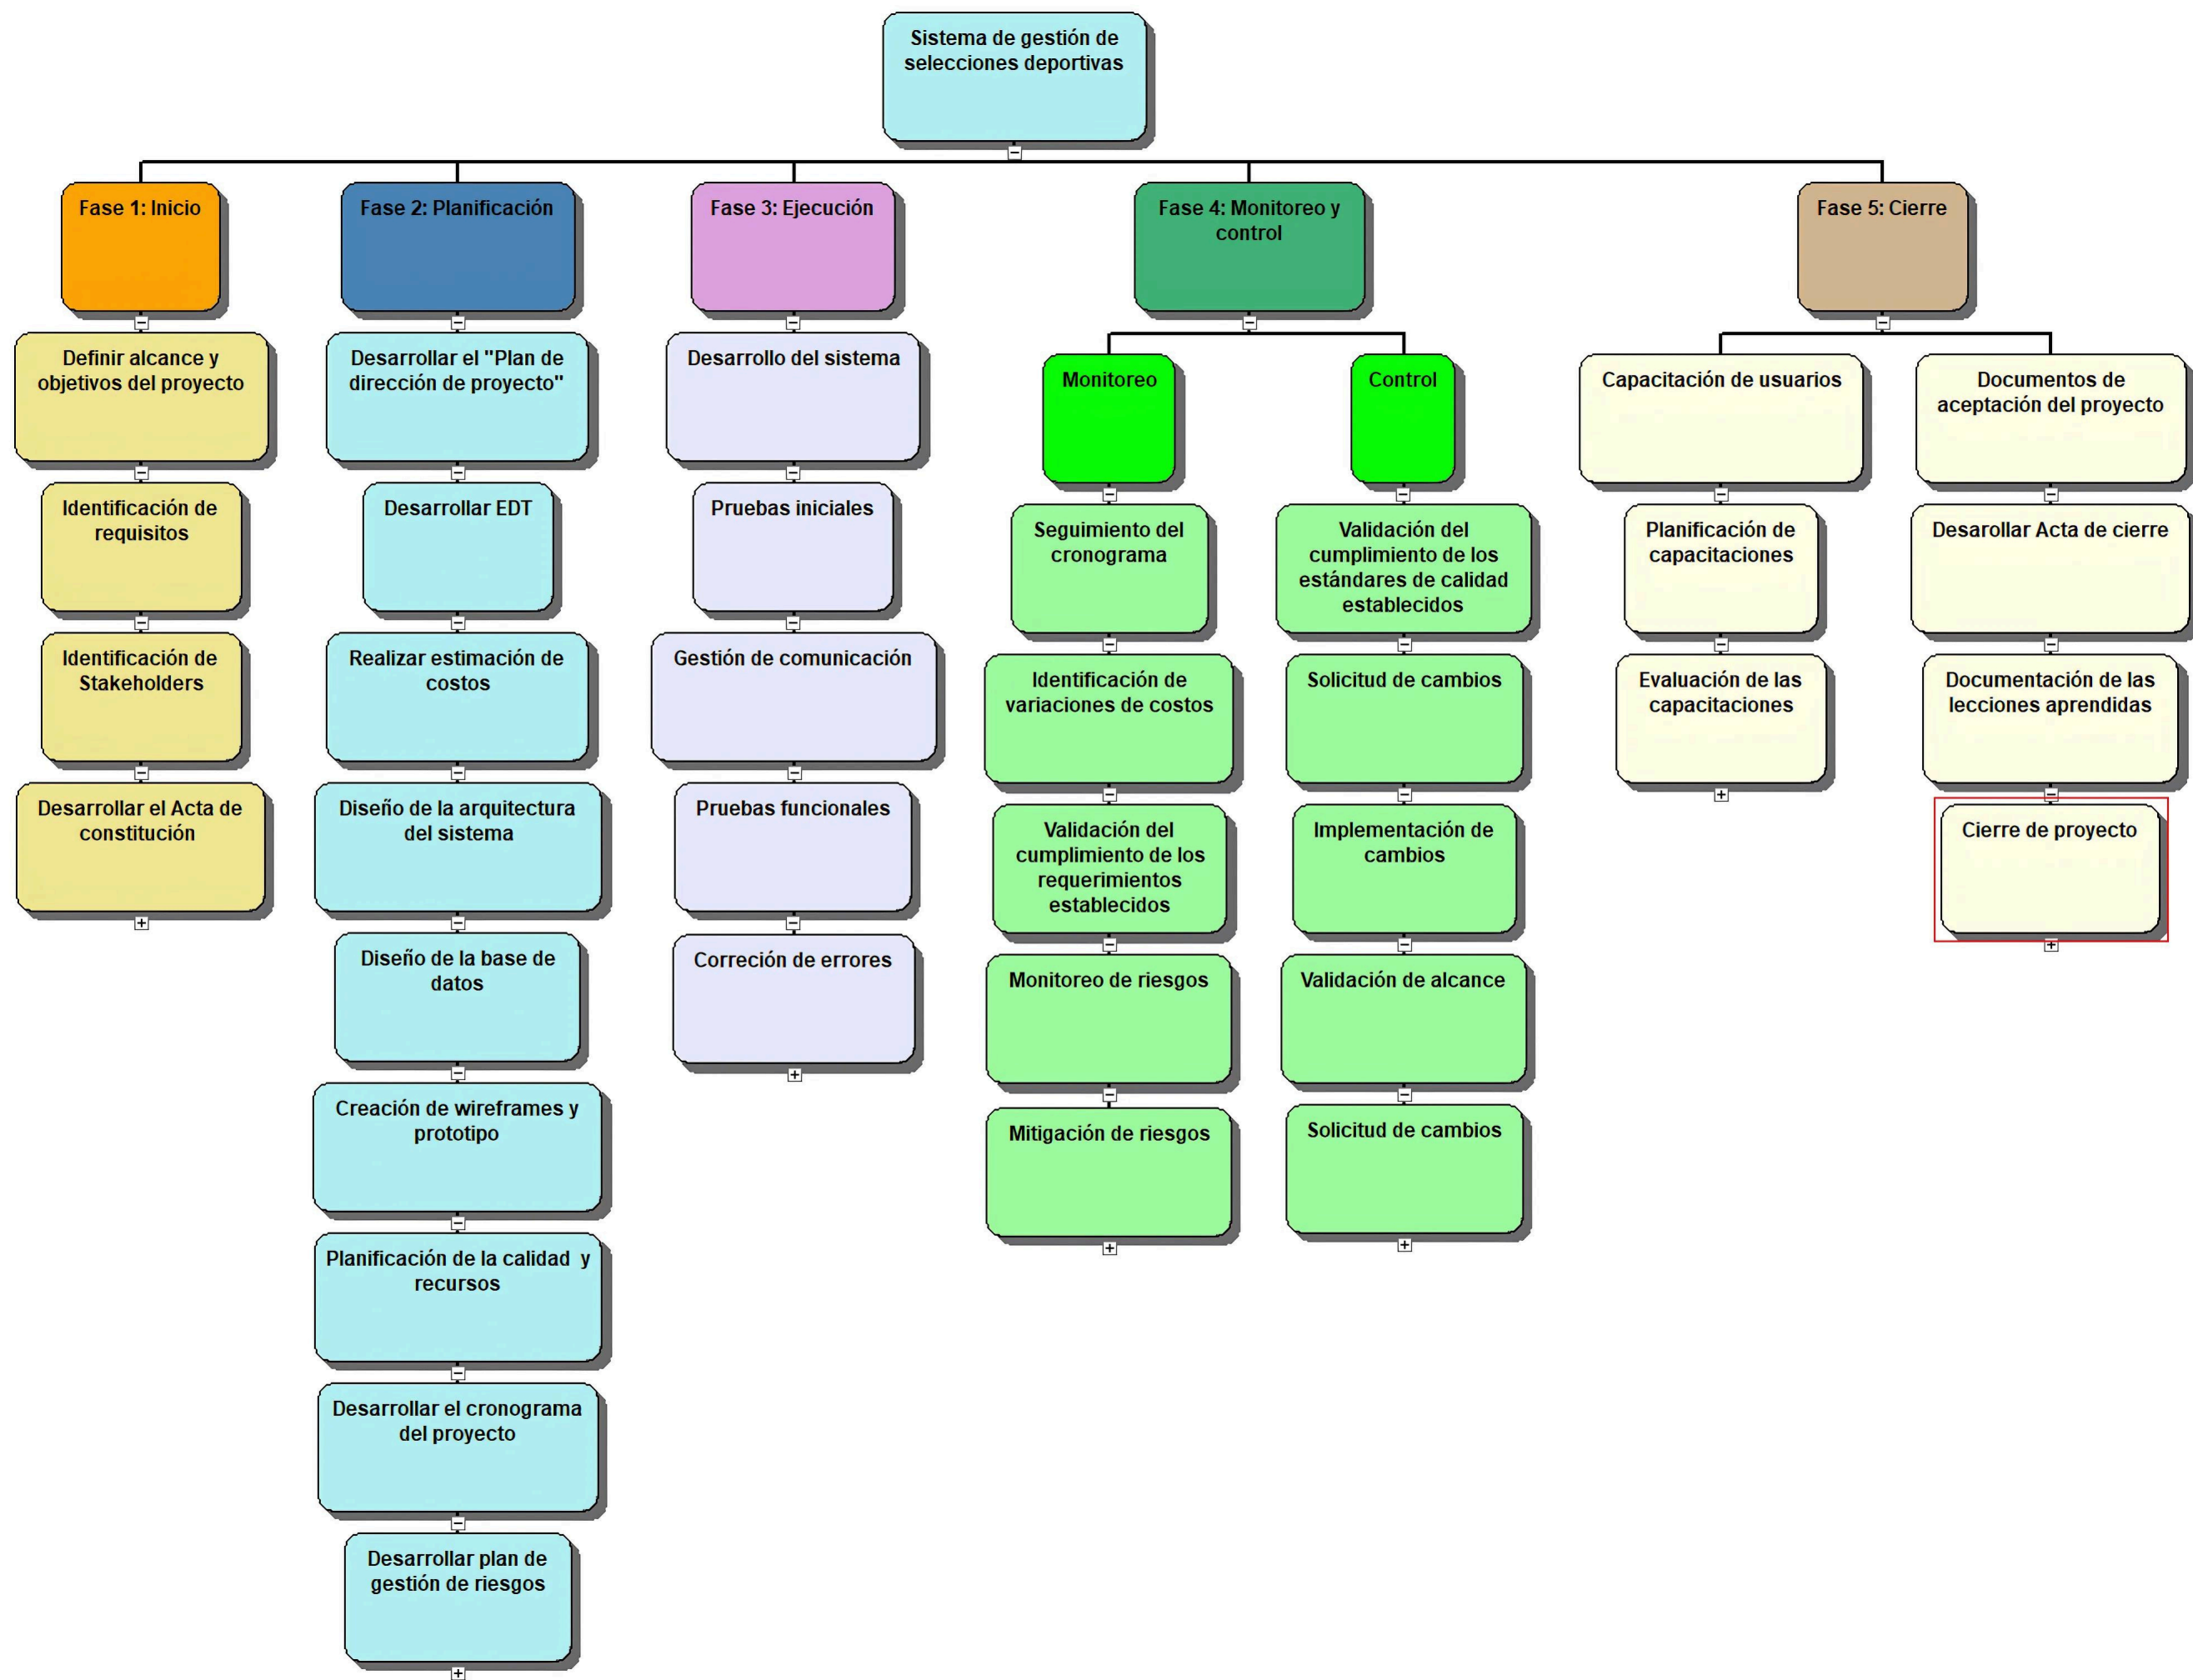 Sistema de gestión de
selecciones deportivas
Fase 1: Inicio
Definir alcance y
objetivos del proyecto
Identificación de
requisitos
Identificación de
Stakeholders
Desarrollar el Acta de
constitución
Fase 2: Planificación
Desarrollar el "Plan de
dirección de proyecto"
Desarrollar EDT
Realizar estimación de
costos
Diseño de la arquitectura
del sistema
Diseño de la base de
datos
Creación de wireframes y
prototipo
Planificación de la calidad y
recursos
Desarrollar el cronograma
del proyecto
Desarrollar plan de
gestión de riesgos
Fase 3: Ejecución
Desarrollo del sistema
Pruebas iniciales
Gestión de comunicación
Pruebas funcionales
Correción de errores
Fase 4: Monitoreo y
control
Monitoreo
Seguimiento del
cronograma
Identificación de
variaciones de costos
Validación del
cumplimiento de los
requerimientos
establecidos
Monitoreo de riesgos
Mitigación de riesgos
Control
Validación del
cumplimiento de los
estándares de calidad
establecidos
Solicitud de cambios
Implementación de
cambios
Validación de alcance
Solicitud de cambios
Fase 5: Cierre
Capacitación de usuarios
Planificación de
capacitaciones
Evaluación de las
capacitaciones
Documentos de
aceptación del proyecto
Desarollar Acta de cierre
Documentación de las
lecciones aprendidas
Cierre de proyecto